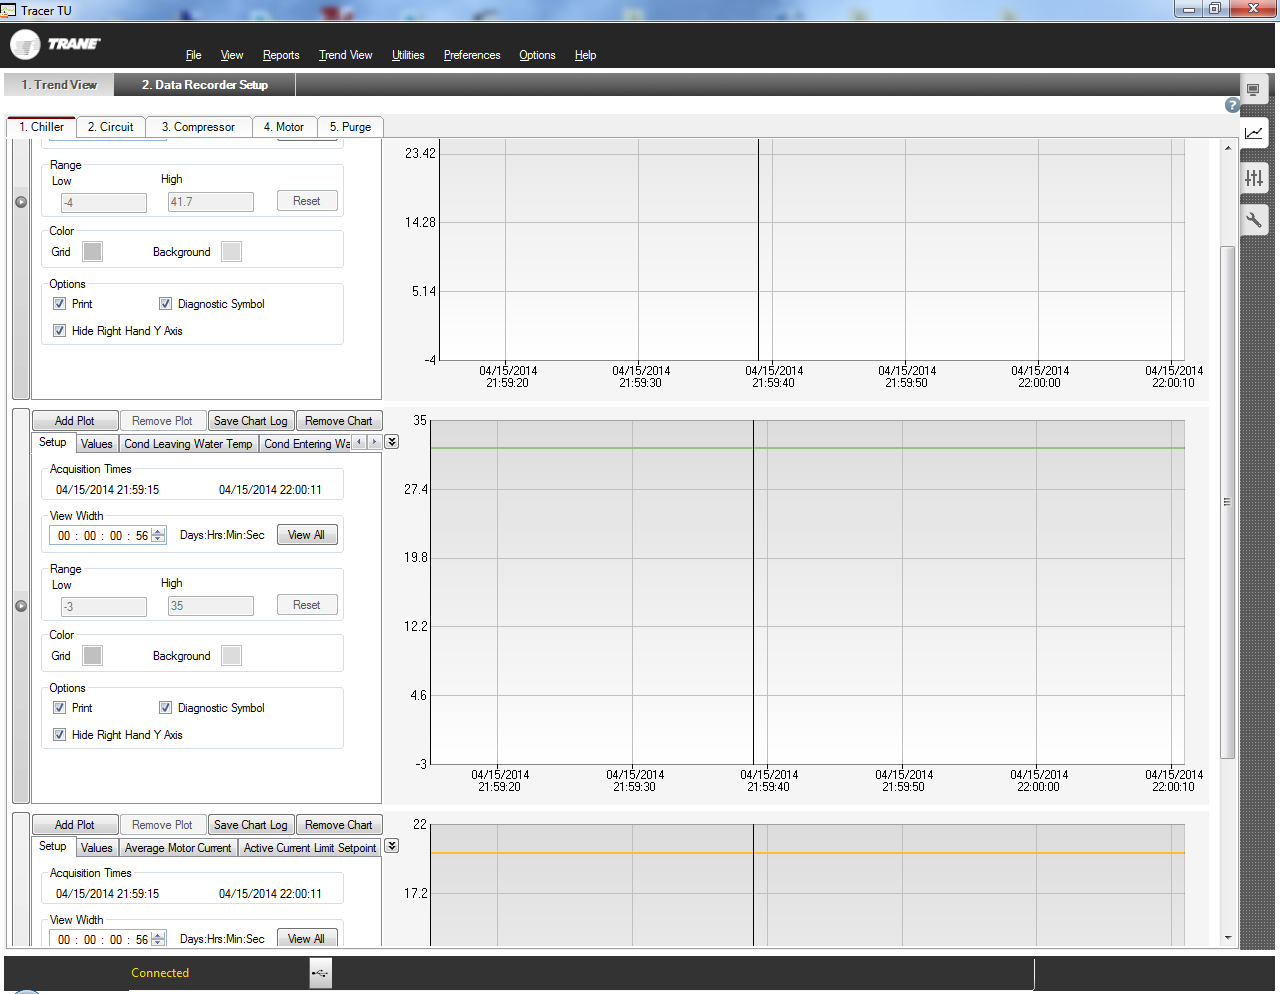 Tracer TU
TRANE
File View Reports Trend View Utilities Preferences Options Help
1. Trend View 2. Data Recorder Setup
?
1. Chiller 2. Circuit 3. Compressor 4. Motor 5. Purge
Range
Low High
-4 41.7 Reset
Color
Grid Background
Options
Print Diagnostic Symbol
Hide Right Hand Y Axis
23.42
14.28
5.14
-4
04/15/2014 04/15/2014 04/15/2014 04/15/2014 04/15/2014 04/15/2014
21:59:20 21:59:30 21:59:40 21:59:50 22:00:00 22:00:10
Add Plot Remove Plot Save Chart Log Remove Chart
Setup Values Cond Leaving Water Temp Cond Entering Wa
Acquisition Times
04/15/2014 21:59:15 04/15/2014 22:00:11
View Width
00 : 00 : 00 : 56 Days:Hrs:Min:Sec View All
Range
Low High
-3 35 Reset
Color
Grid Background
Options
Print Diagnostic Symbol
Hide Right Hand Y Axis
35
27.4
19.8
12.2
4.6
-3
04/15/2014 04/15/2014 04/15/2014 04/15/2014 04/15/2014 04/15/2014
21:59:20 21:59:30 21:59:40 21:59:50 22:00:00 22:00:10
Add Plot Remove Plot Save Chart Log Remove Chart
Setup Values Average Motor Current Active Current Limit Setpoint
Acquisition Times
04/15/2014 21:59:15 04/15/2014 22:00:11
View Width
00 : 00 : 00 : 56 Days:Hrs:Min:Sec View All
22
17.2
Connected